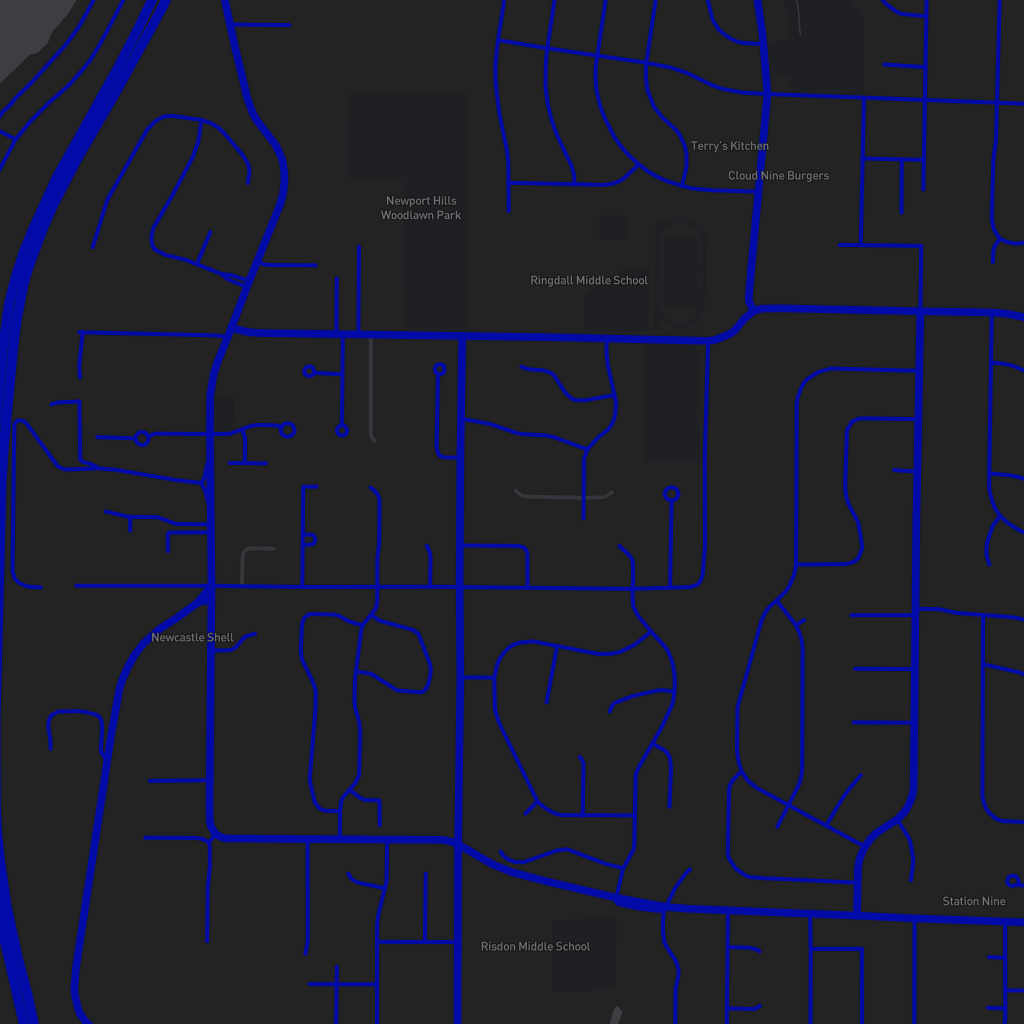 Terry's Kitchen
Cloud Nine Burgers
Newport Hills
Woodlawn Park
Ringdall Middle School
Newcastle Shell
Station Nine
Risdon Middle School